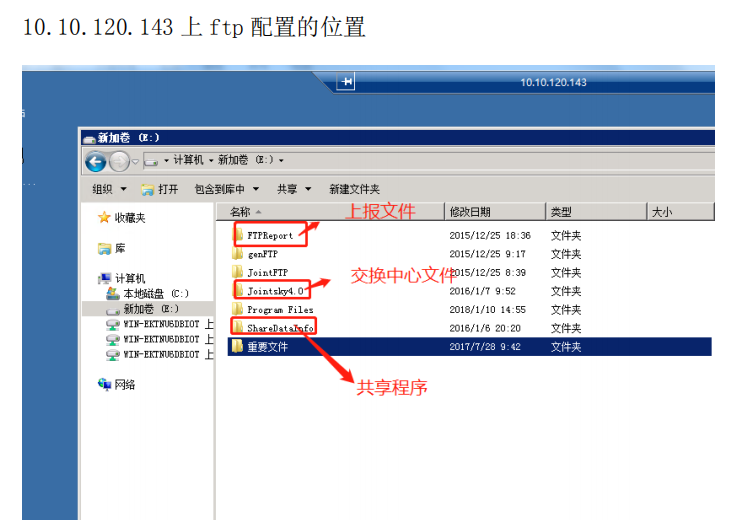 10.10.120.143 上 ftp 配置的位置
10.10.120.143
新加卷 (E:)
计算机 新加卷 (E:)
组织 打开 包含到库中 共享 新建文件夹
收藏夹
库
计算机
本地磁盘 (C:)
新加卷 (E:)
WIN-EKTNU6DBIOT 上
WIN-EKTNU6DBIOT 上
WIN-EKTNU6DBIOT 上
网络
名称 修改日期 类型 大小
上报文件
FTPReport 2015/12/25 18:36 文件夹
genFTP 2015/12/25 9:17 文件夹
JointFTP 2015/12/25 8:39 文件夹
交换中心文件
Jointsky4.0 2016/1/7 9:52 文件夹
Program Files 2018/1/10 14:55 文件夹
ShareDataInfo 2016/1/6 20:20 文件夹
重要文件 2017/7/28 9:42 文件夹
共享程序